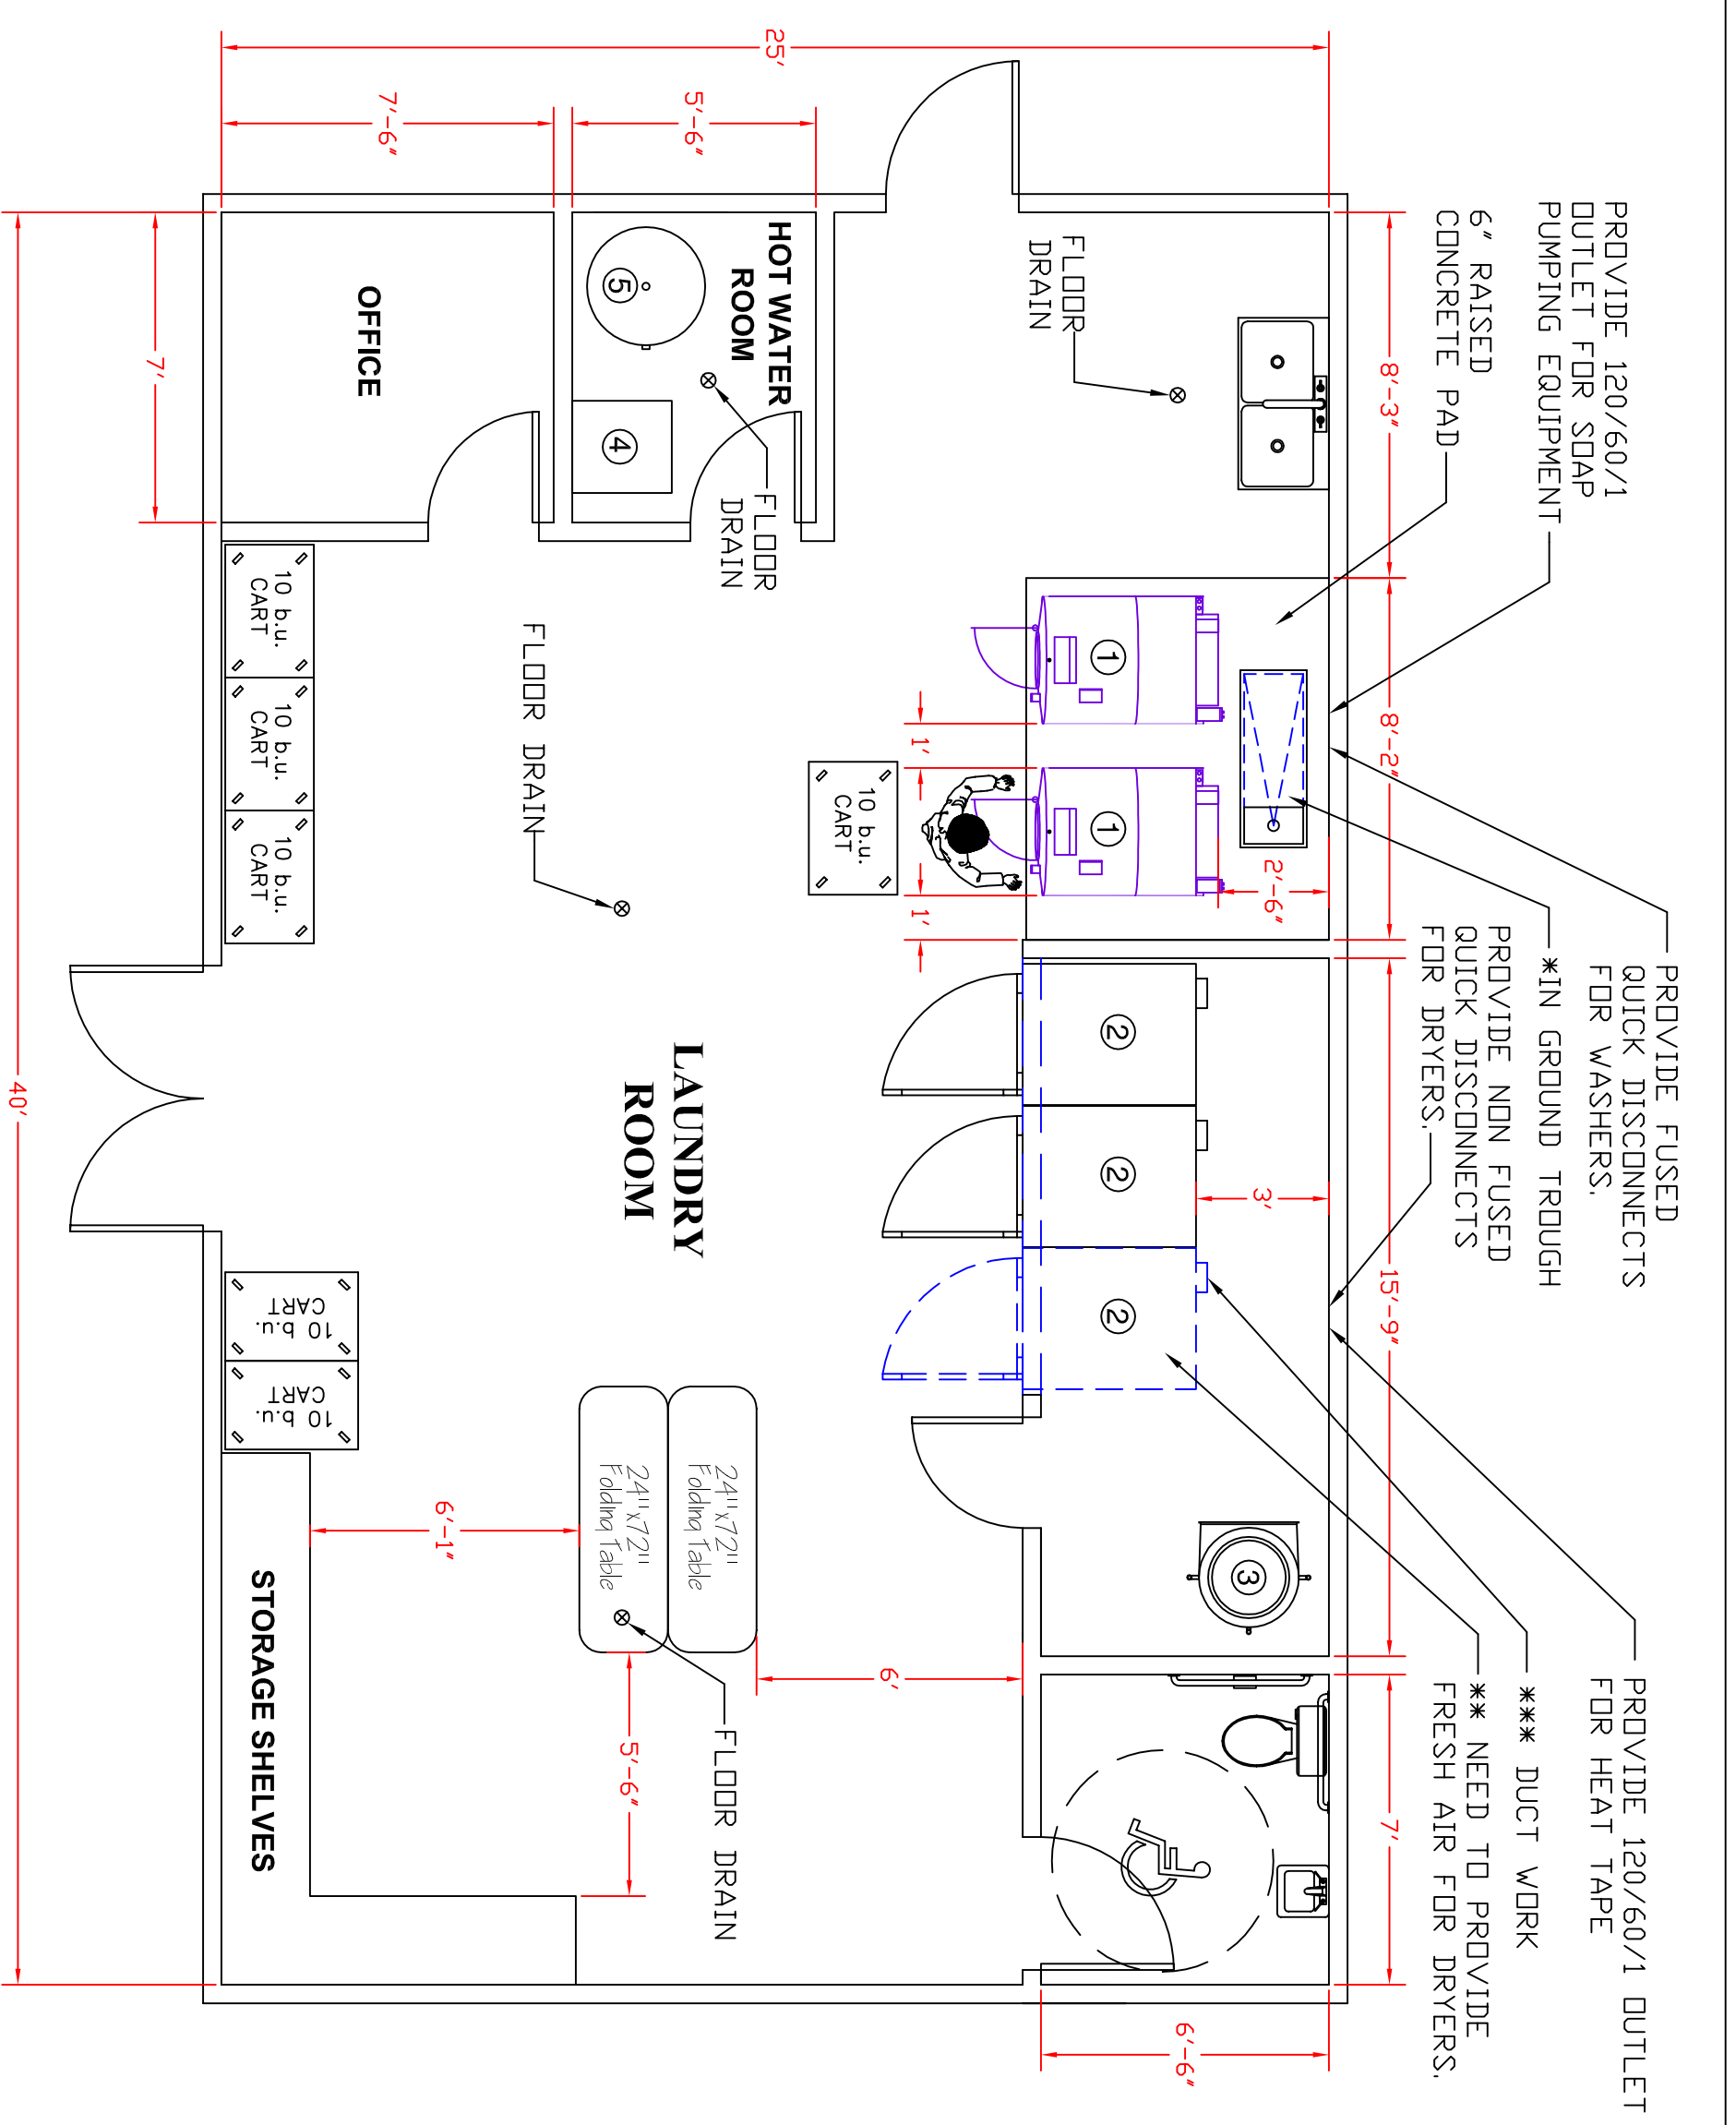 PROVIDE 120/60/1
OUTLET FOR SOAP
PUMPING EQUIPMENT
6" RAISED
CONCRETE PAD
PROVIDE FUSED
QUICK DISCONNECTS
FOR WASHERS.
*IN GROUND TROUGH
PROVIDE NON FUSED
QUICK DISCONNECTS
FOR DRYERS.
PROVIDE 120/60/1 OUTLET
FOR HEAT TAPE
*** DUCT WORK
** NEED TO PROVIDE
FRESH AIR FOR DRYERS.
8'-3"
8'-2"
15'-9"
7'
25'
FLOOR
DRAIN
2'-6"
3'
6'-6"
1
1
2
2
2
3
1'
1'
10 b.u.
CART
5'-6"
HOT WATER
ROOM
5
4
FLOOR
DRAIN
6'
LAUNDRY
ROOM
24"x72"
Folding Table
24"x72"
Folding Table
FLOOR DRAIN
5'-6"
FLOOR DRAIN
7'-6"
OFFICE
6'-1"
10 b.u.
CART
10 b.u.
CART
10 b.u.
CART
10 b.u.
CART
10 b.u.
CART
STORAGE SHELVES
7'
40'